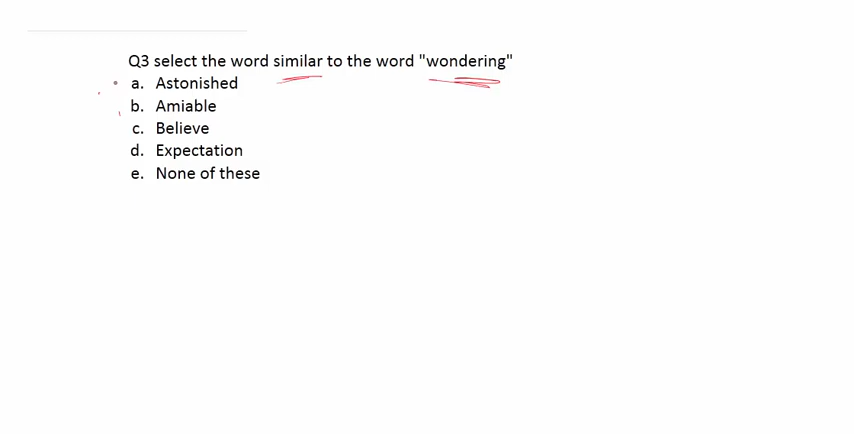 Q3 select the word similar to the word "wondering"
a. Astonished
b. Amiable
c. Believe
d. Expectation
e. None of these